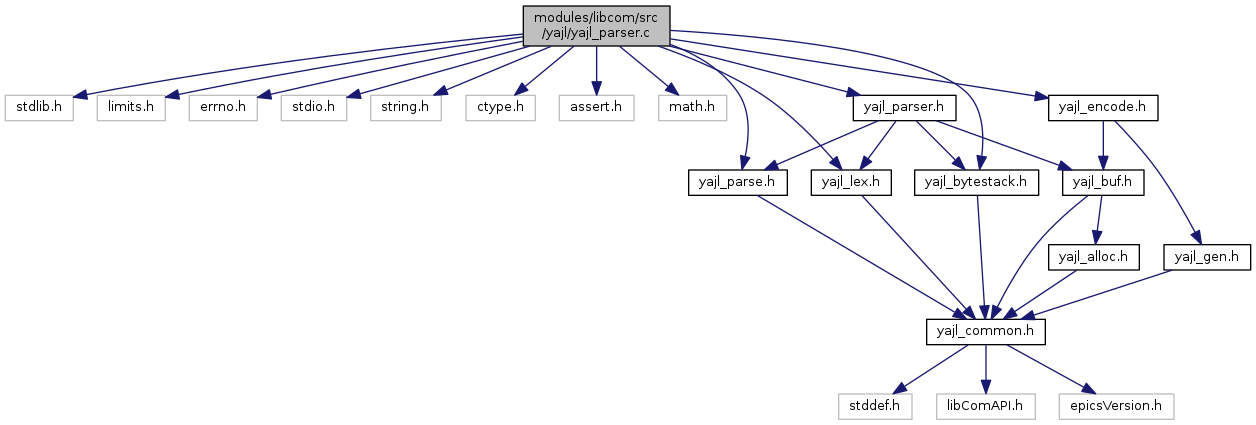 modules/libcom/src
/yajl/yajl_parser.c
stdlib.h
limits.h
errno.h
stdio.h
string.h
ctype.h
assert.h
math.h
yajl_parser.h
yajl_encode.h
yajl_parse.h
yajl_lex.h
yajl_bytestack.h
yajl_buf.h
yajl_alloc.h
yajl_gen.h
yajl_common.h
stddef.h
libComAPI.h
epicsVersion.h